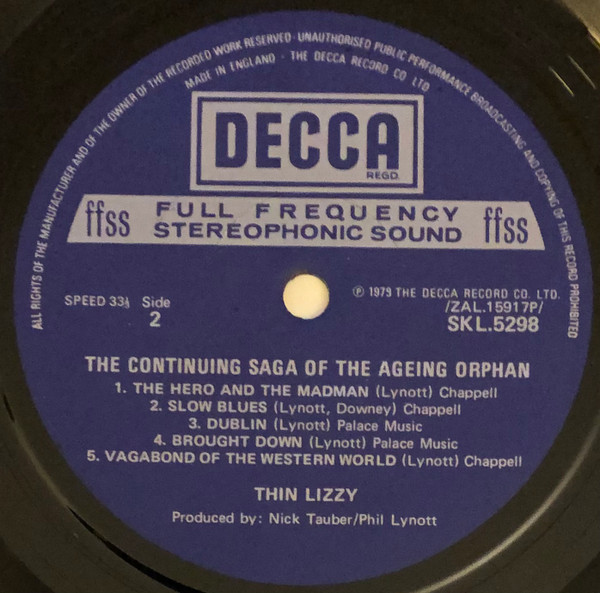 ALL RIGHTS OF THE MANUFACTURER AND OF THE OWNER OF THE RECORDED WORK RESERVED · UNAUTHORISED PUBLIC PERFORMANCE BROADCASTING AND COPYING OF THIS RECORD PROHIBITED
MADE IN ENGLAND · THE DECCA RECORD CO LTD
DECCA
REGD.
ffss FULL FREQUENCY STEREOPHONIC SOUND ffss
SPEED 33⅓ Side 2
℗ 1979 THE DECCA RECORD CO. LTD.
/ZAL.15917P/
SKL.5298
THE CONTINUING SAGA OF THE AGEING ORPHAN
1. THE HERO AND THE MADMAN (Lynott) Chappell
2. SLOW BLUES (Lynott, Downey) Chappell
3. DUBLIN (Lynott) Palace Music
4. BROUGHT DOWN (Lynott) Palace Music
5. VAGABOND OF THE WESTERN WORLD (Lynott) Chappell
THIN LIZZY
Produced by: Nick Tauber/Phil Lynott